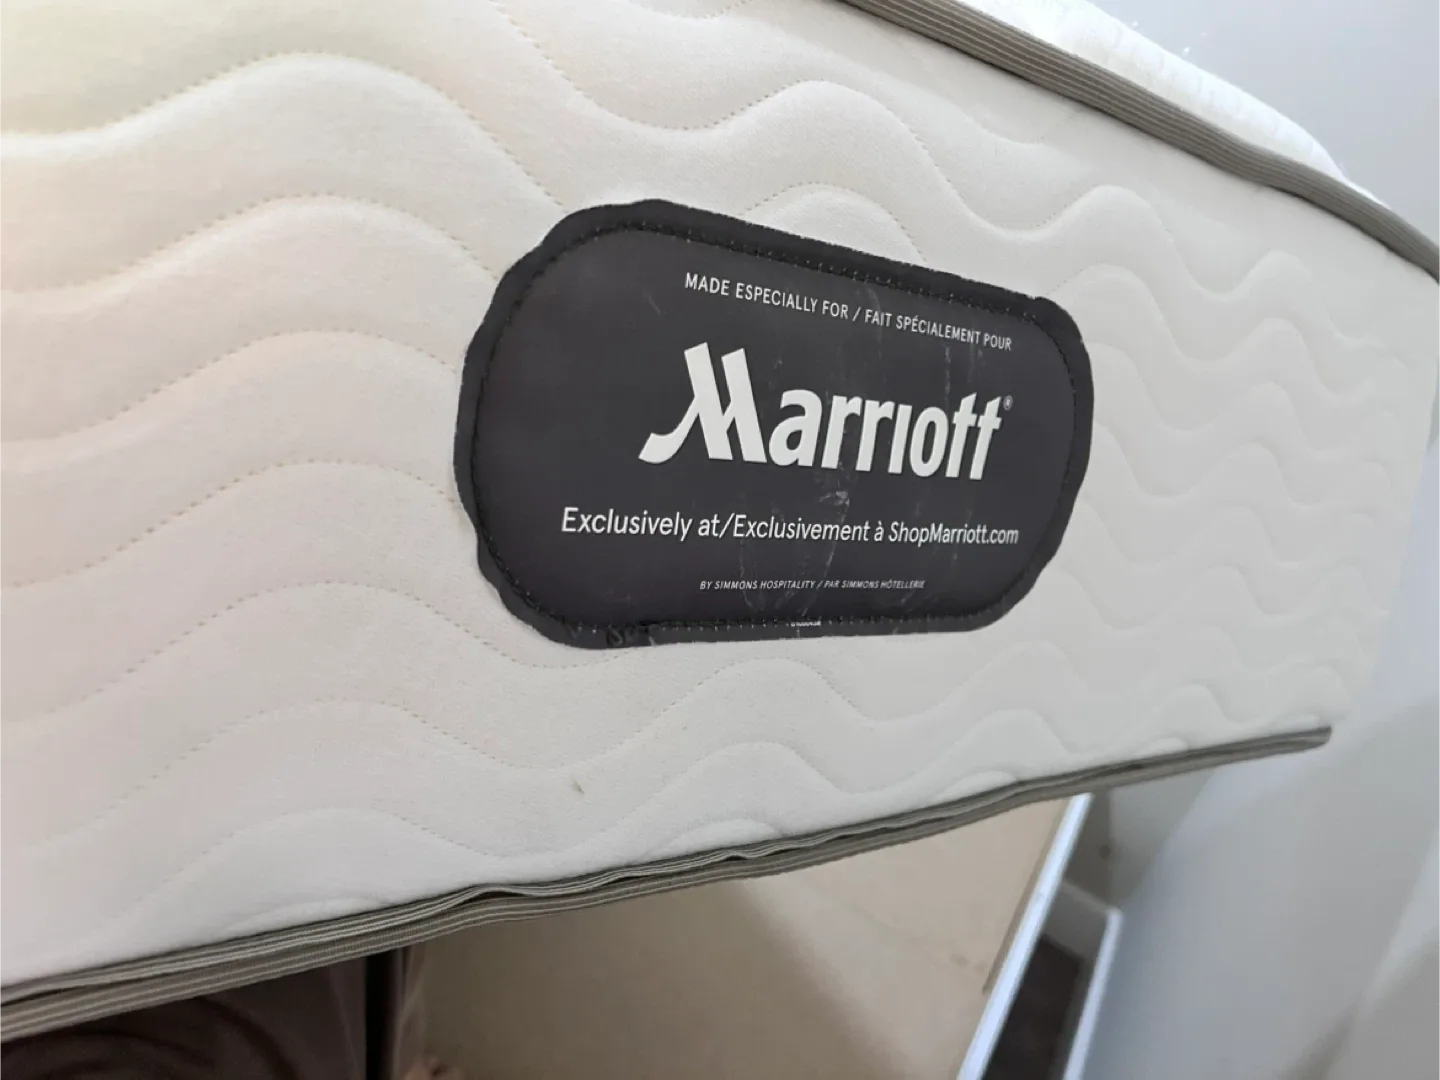 MADE ESPECIALLY FOR / FAIT SPÉCIALEMENT POUR
Marriott®
Exclusively at/Exclusivement à ShopMarriott.com
BY SIMMONS HOSPITALITY / PAR SIMMONS HÔTELLERIE